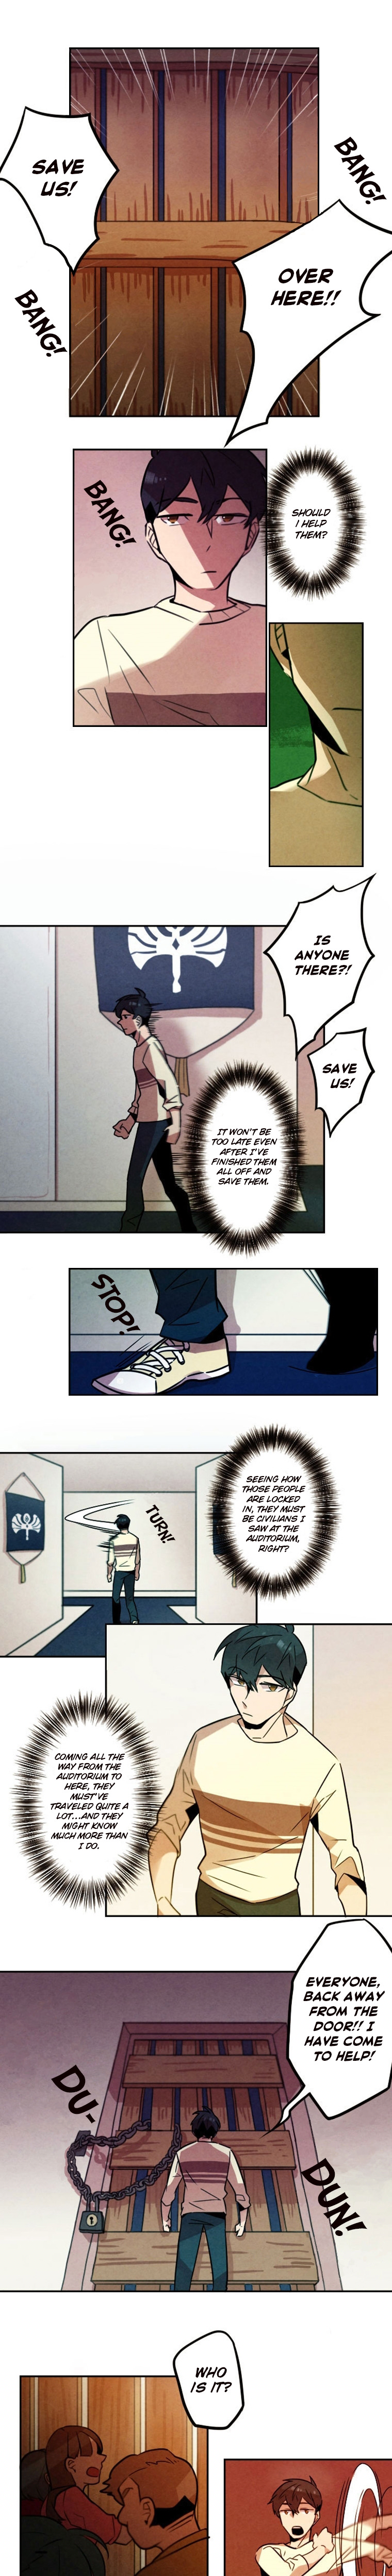 SAVE
US!
BANG!
OVER
HERE!!
BANG!
BANG!
SHOULD
I HELP
THEM?
IS
ANYONE
THERE?!
SAVE
US!
IT WON'T BE
TOO LATE EVEN
AFTER I'VE
FINISHED THEM
ALL OFF AND
SAVE THEM.
STOP!
SEEING HOW
THOSE PEOPLE
ARE LOCKED
IN, THEY MUST
BE CIVILIANS I
SAW AT THE
AUDITORIUM,
RIGHT?
TURN!
COMING ALL THE
WAY FROM THE
AUDITORIUM TO
HERE, THEY
MUST'VE
TRAVELED QUITE A
LOT...AND THEY
MIGHT KNOW
MUCH MORE THAN
I DO.
EVERYONE,
BACK AWAY
FROM THE
DOOR!! I
HAVE COME
TO HELP!
DU-
DUN!
WHO
IS IT?